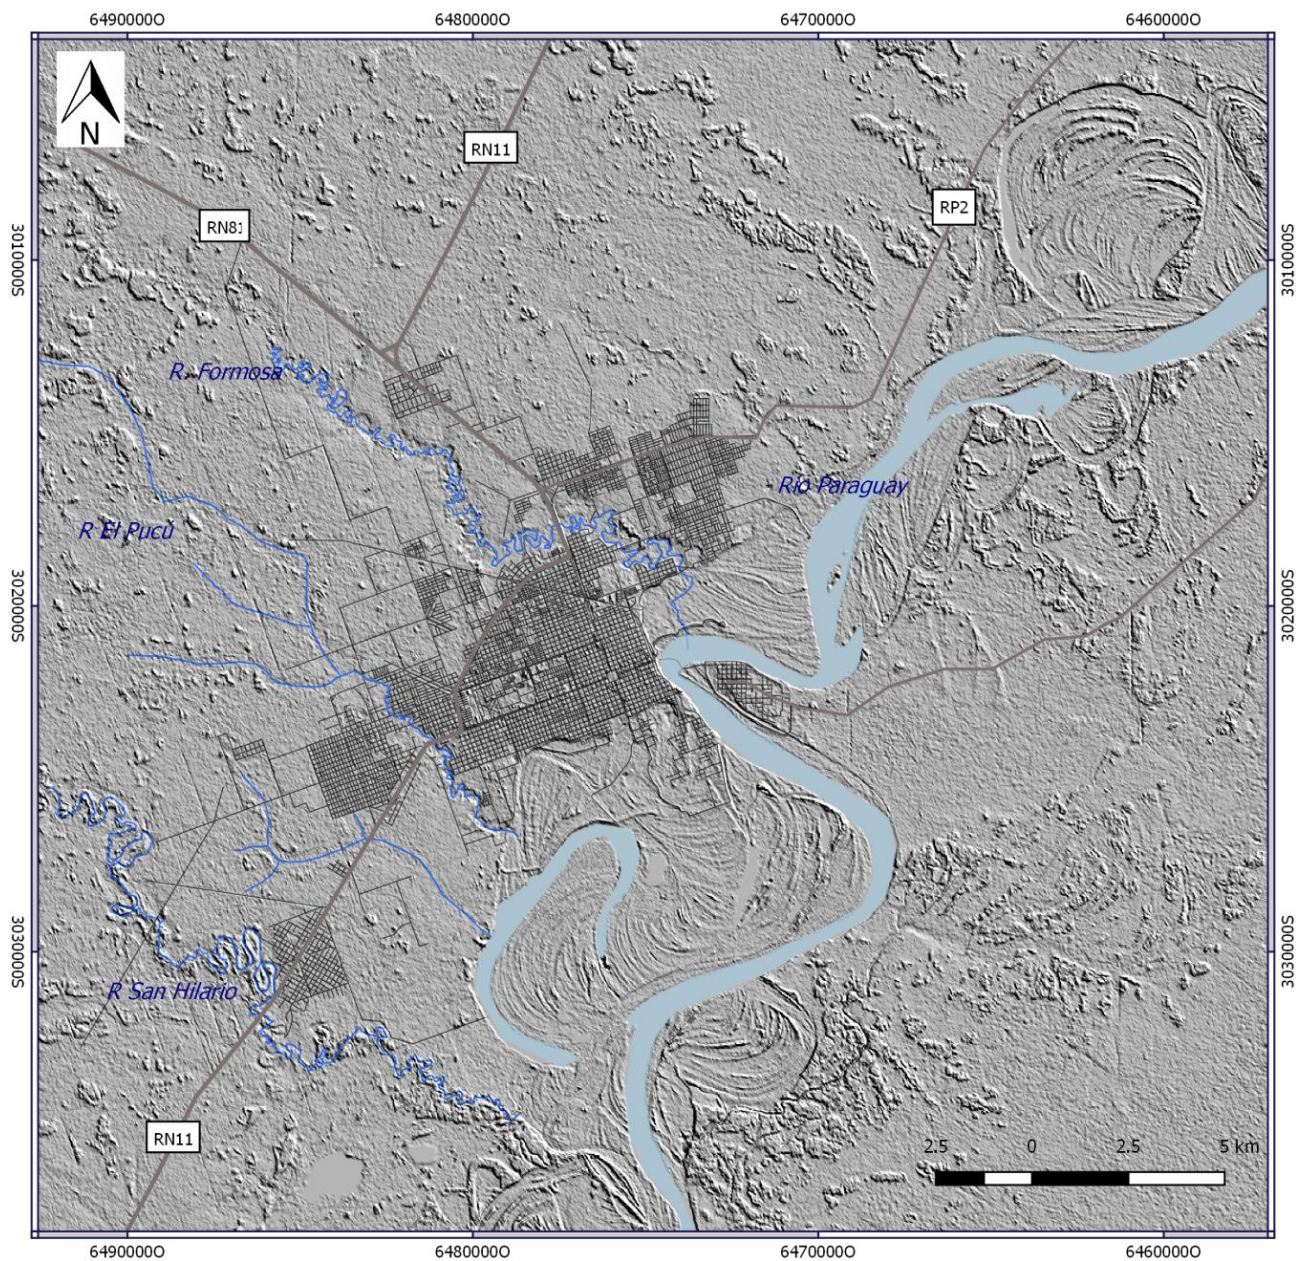 6490000O 6480000O 6470000O 6460000O
N
RN11
RP2
RN81
3010000S 3010000S
R. Formosa
Río Paraguay
R El Pucú
3020000S 3020000S
3030000S 3030000S
R San Hilario
RN11
2.5 0 2.5 5 km
6490000O 6480000O 6470000O 6460000O